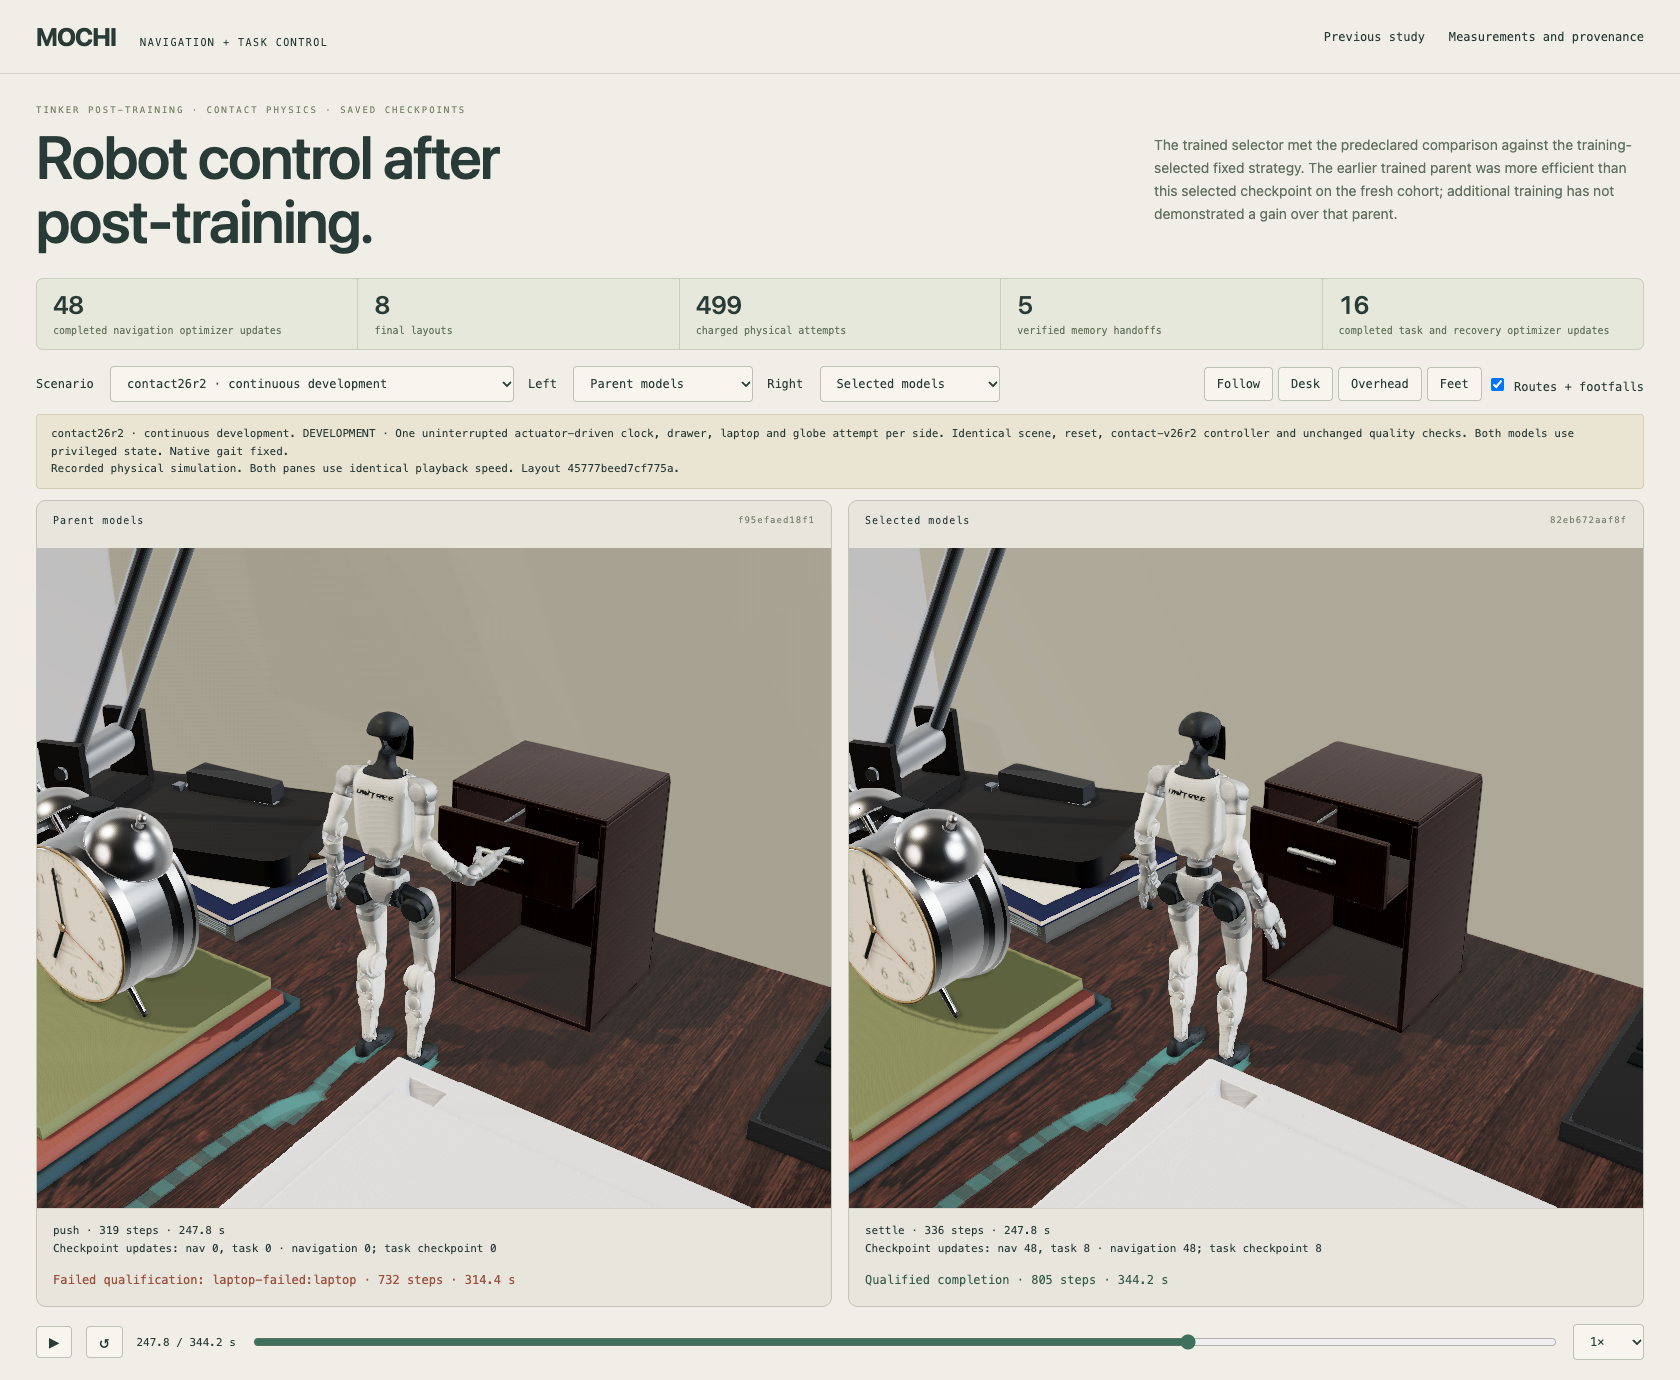 MOCHI NAVIGATION + TASK CONTROL
Previous study Measurements and provenance
TINKER POST-TRAINING · CONTACT PHYSICS · SAVED CHECKPOINTS
Robot control after
post-training.
The trained selector met the predeclared comparison against the training-
selected fixed strategy. The earlier trained parent was more efficient than
this selected checkpoint on the fresh cohort; additional training has not
demonstrated a gain over that parent.
48
completed navigation optimizer updates
8
final layouts
499
charged physical attempts
5
verified memory handoffs
16
completed task and recovery optimizer updates
Scenario contact26r2 · continuous development Left Parent models Right Selected models Follow Desk Overhead Feet Routes + footfalls
contact26r2 · continuous development. DEVELOPMENT · One uninterrupted actuator-driven clock, drawer, laptop and globe attempt per side. Identical scene, reset, contact-v26r2 controller and unchanged quality checks. Both models use
privileged state. Native gait fixed.
Recorded physical simulation. Both panes use identical playback speed. Layout 45777beed7cf775a.
Parent models f95efaed18f1
UNITREE
push · 319 steps · 247.8 s
Checkpoint updates: nav 0, task 0 · navigation 0; task checkpoint 0
Failed qualification: laptop-failed:laptop · 732 steps · 314.4 s
Selected models 82eb672aaf8f
UNITREE
settle · 336 steps · 247.8 s
Checkpoint updates: nav 48, task 8 · navigation 48; task checkpoint 8
Qualified completion · 805 steps · 344.2 s
▶ ↺ 247.8 / 344.2 s 1×